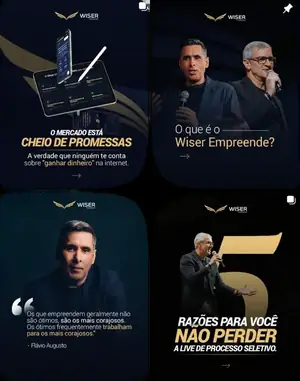 WISER
O MERCADO ESTÁ
CHEIO DE PROMESSAS
A verdade que ninguém te conta
sobre "ganhar dinheiro" na internet.
WISER
O que é o
Wiser Empreende?
WISER
"Os que empreendem geralmente não
são ótimos, são os mais corajosos.
Os ótimos frequentemente trabalham
para os mais corajosos."
- Flávio Augusto
WISER
5
RAZÕES PARA VOCÊ
NÃO PERDER
A LIVE DE PROCESSO SELETIVO.